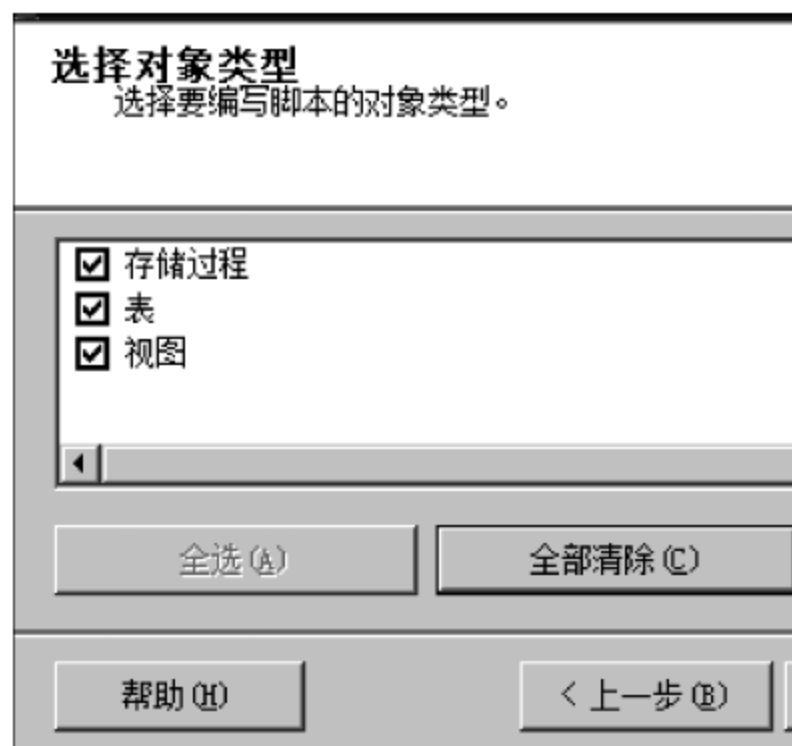 选择对象类型
选择要编写脚本的对象类型。
存储过程
表
视图
全选(A) 全部清除(C)
帮助(H) <上一步(B)